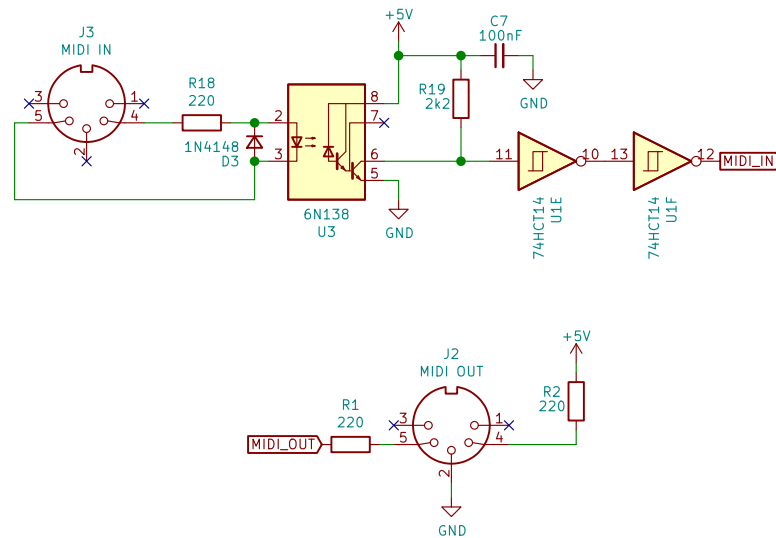 +5V
C7
100nF
J3
MIDI IN
R18
220
R19
2k2
GND
3
1
5
4
2
2
3
8
7
6
5
1N4148
D3
6N138
U3
GND
11
10
13
12
MIDI_IN
74HCT14
U1E
74HCT14
U1F
+5V
J2
MIDI OUT
R1
220
R2
220
3
1
5
4
2
MIDI_OUT
GND